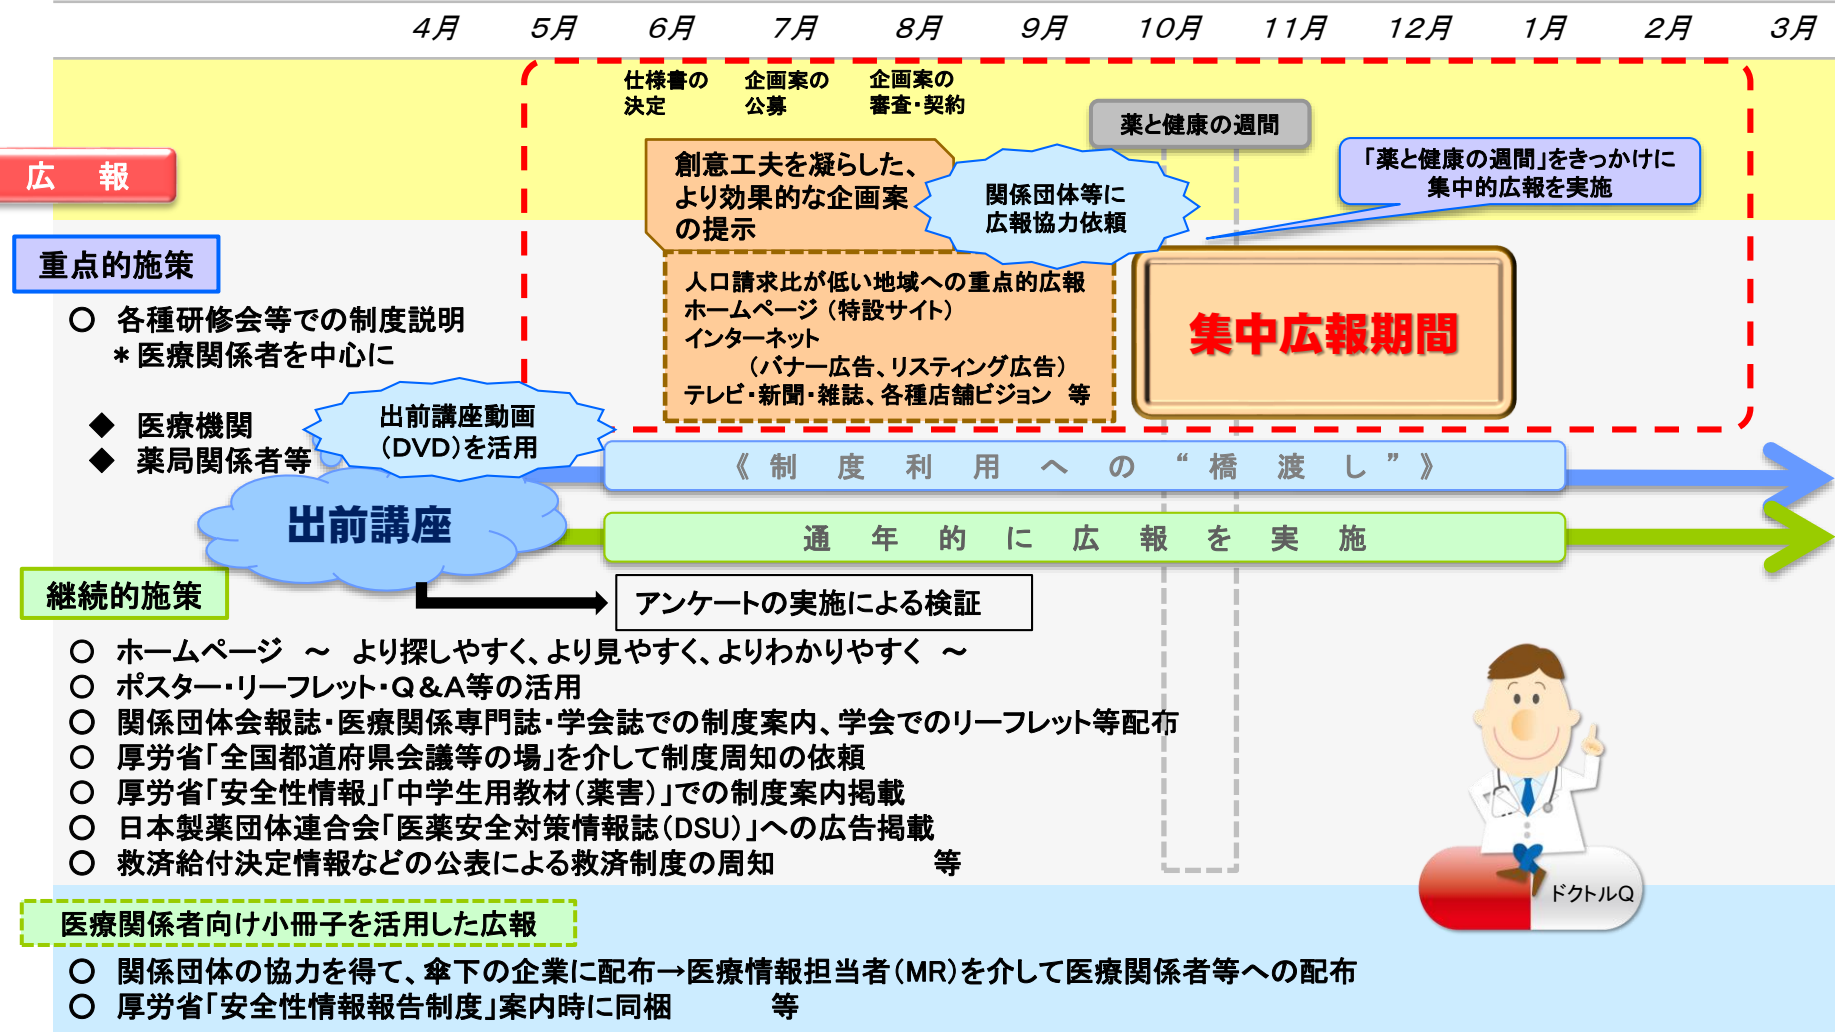 4月 5月 6月 7月 8月 9月 10月 11月 12月 1月 2月 3月
仕様書の
決定
企画案の
公募
企画案の
審査・契約
薬と健康の週間
広 報
創意工夫を凝らした、
より効果的な企画案
の提示
関係団体等に
広報協力依頼
「薬と健康の週間」をきっかけに
集中的広報を実施
重点的施策
○ 各種研修会等での制度説明
＊医療関係者を中心に
◆ 医療機関
◆ 薬局関係者等
人口請求比が低い地域への重点的広報
ホームページ（特設サイト）
インターネット
（バナー広告、リスティング広告）
テレビ・新聞・雑誌、各種店舗ビジョン 等
集中広報期間
出前講座動画
（DVD）を活用
《 制 度 利 用 へ の “ 橋 渡 し ” 》
出前講座
通 年 的 に 広 報 を 実 施
継続的施策
アンケートの実施による検証
○ ホームページ ～ より探しやすく、より見やすく、よりわかりやすく ～
○ ポスター・リーフレット・Q＆A等の活用
○ 関係団体会報誌・医療関係専門誌・学会誌での制度案内、学会でのリーフレット等配布
○ 厚労省「全国都道府県会議等の場」を介して制度周知の依頼
○ 厚労省「安全性情報」「中学生用教材（薬害）」での制度案内掲載
○ 日本製薬団体連合会「医薬安全対策情報誌（DSU）」への広告掲載
○ 救済給付決定情報などの公表による救済制度の周知 等
ドクトルQ
医療関係者向け小冊子を活用した広報
○ 関係団体の協力を得て、傘下の企業に配布→医療情報担当者（MR）を介して医療関係者等への配布
○ 厚労省「安全性情報報告制度」案内時に同梱 等